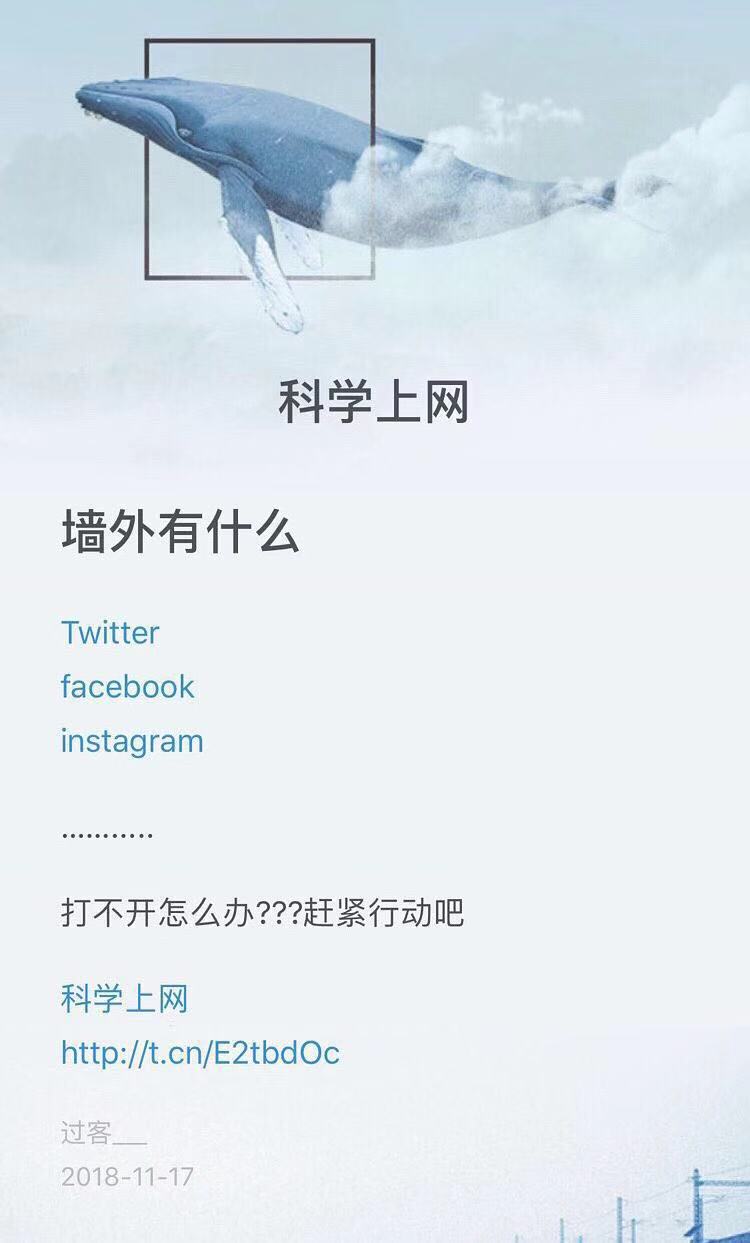 科学上网
墙外有什么
Twitter
facebook
instagram
...........
打不开怎么办???赶紧行动吧
科学上网
http://t.cn/E2tbdOc
过客___
2018-11-17